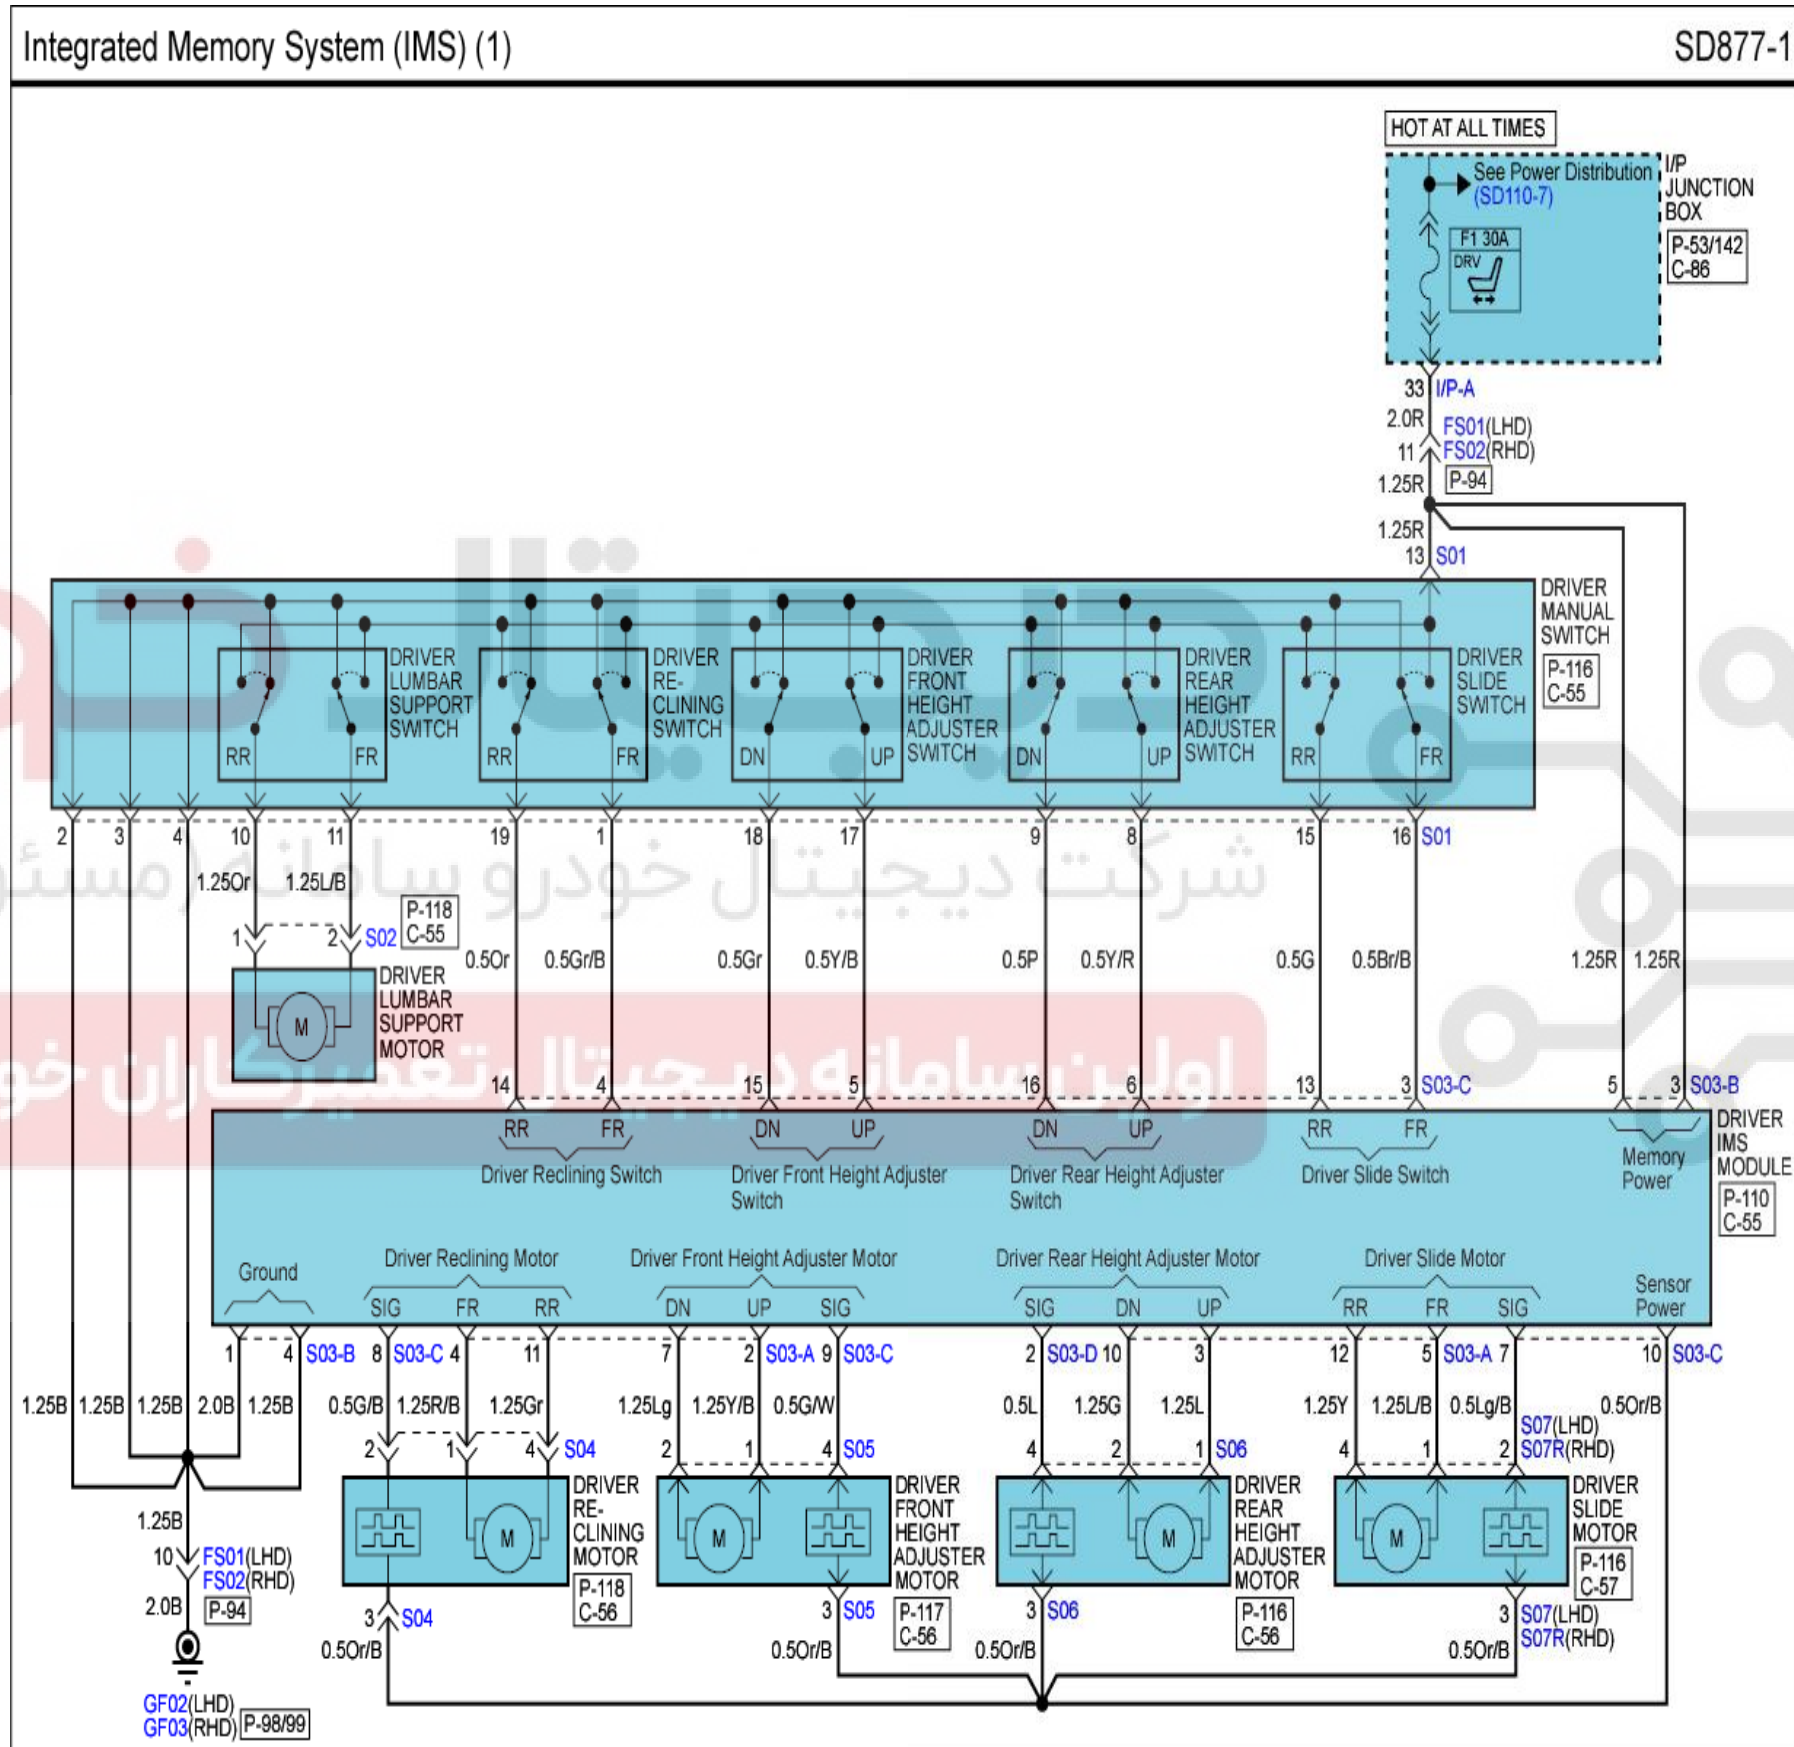 Integrated Memory System (IMS) (1)
SD877-1
HOT AT ALL TIMES
See Power Distribution
(SD110-7)
I/P
JUNCTION
BOX
P-53/142
C-86
F1 30A
DRV
33 I/P-A
2.0R
FS01(LHD)
11 FS02(RHD)
1.25R P-94
1.25R
13 S01
DRIVER
MANUAL
SWITCH
P-116
C-55
DRIVER
LUMBAR
SUPPORT
SWITCH
RR FR
DRIVER
RE-
CLINING
SWITCH
RR FR
DRIVER
FRONT
HEIGHT
ADJUSTER
SWITCH
DN UP
DRIVER
REAR
HEIGHT
ADJUSTER
SWITCH
DN UP
DRIVER
SLIDE
SWITCH
RR FR
2 3 4 10 11 19 1 18 17 9 8 15 16 S01
شرکت دیجیتال خودرو سامانه (مسئو
1.25Or 1.25L/B
P-118
C-55
1 2 S02
DRIVER
LUMBAR
SUPPORT
MOTOR
M
0.5Or 0.5Gr/B 0.5Gr 0.5Y/B 0.5P 0.5Y/R 0.5G 0.5Br/B 1.25R 1.25R
اولین سامانه دیجیتال تعمیرکاران خو
14 4 15 5 16 6 13 3 S03-C 5 3 S03-B
DRIVER
IMS
MODULE
P-110
C-55
RR FR DN UP DN UP RR FR
Driver Reclining Switch
Driver Front Height Adjuster
Switch
Driver Rear Height Adjuster
Switch
Driver Slide Switch
Memory
Power
Ground
Driver Reclining Motor
Driver Front Height Adjuster Motor
Driver Rear Height Adjuster Motor
Driver Slide Motor
Sensor
Power
SIG FR RR DN UP SIG SIG DN UP RR FR SIG
1 4 S03-B 8 S03-C 4 11 7 2 S03-A 9 S03-C 2 S03-D 10 3 12 5 S03-A 7 10 S03-C
1.25B 1.25B 1.25B 2.0B 1.25B 0.5G/B 1.25R/B 1.25Gr 1.25Lg 1.25Y/B 0.5G/W 0.5L 1.25G 1.25L 1.25Y 1.25L/B 0.5Lg/B 0.5Or/B
S07(LHD)
2 1 4 S04 2 1 4 S05 4 2 1 S06 4 1 2 S07R(RHD)
M
DRIVER
RE-
CLINING
MOTOR
P-118
C-56
M
DRIVER
FRONT
HEIGHT
ADJUSTER
MOTOR
P-117
C-56
M
DRIVER
REAR
HEIGHT
ADJUSTER
MOTOR
P-116
C-56
M
DRIVER
SLIDE
MOTOR
P-116
C-57
1.25B
10 FS01(LHD)
FS02(RHD)
2.0B P-94
3 S04
0.5Or/B
3 S05
0.5Or/B
3 S06
0.5Or/B
3 S07(LHD)
S07R(RHD)
0.5Or/B
GF02(LHD)
GF03(RHD) P-98/99